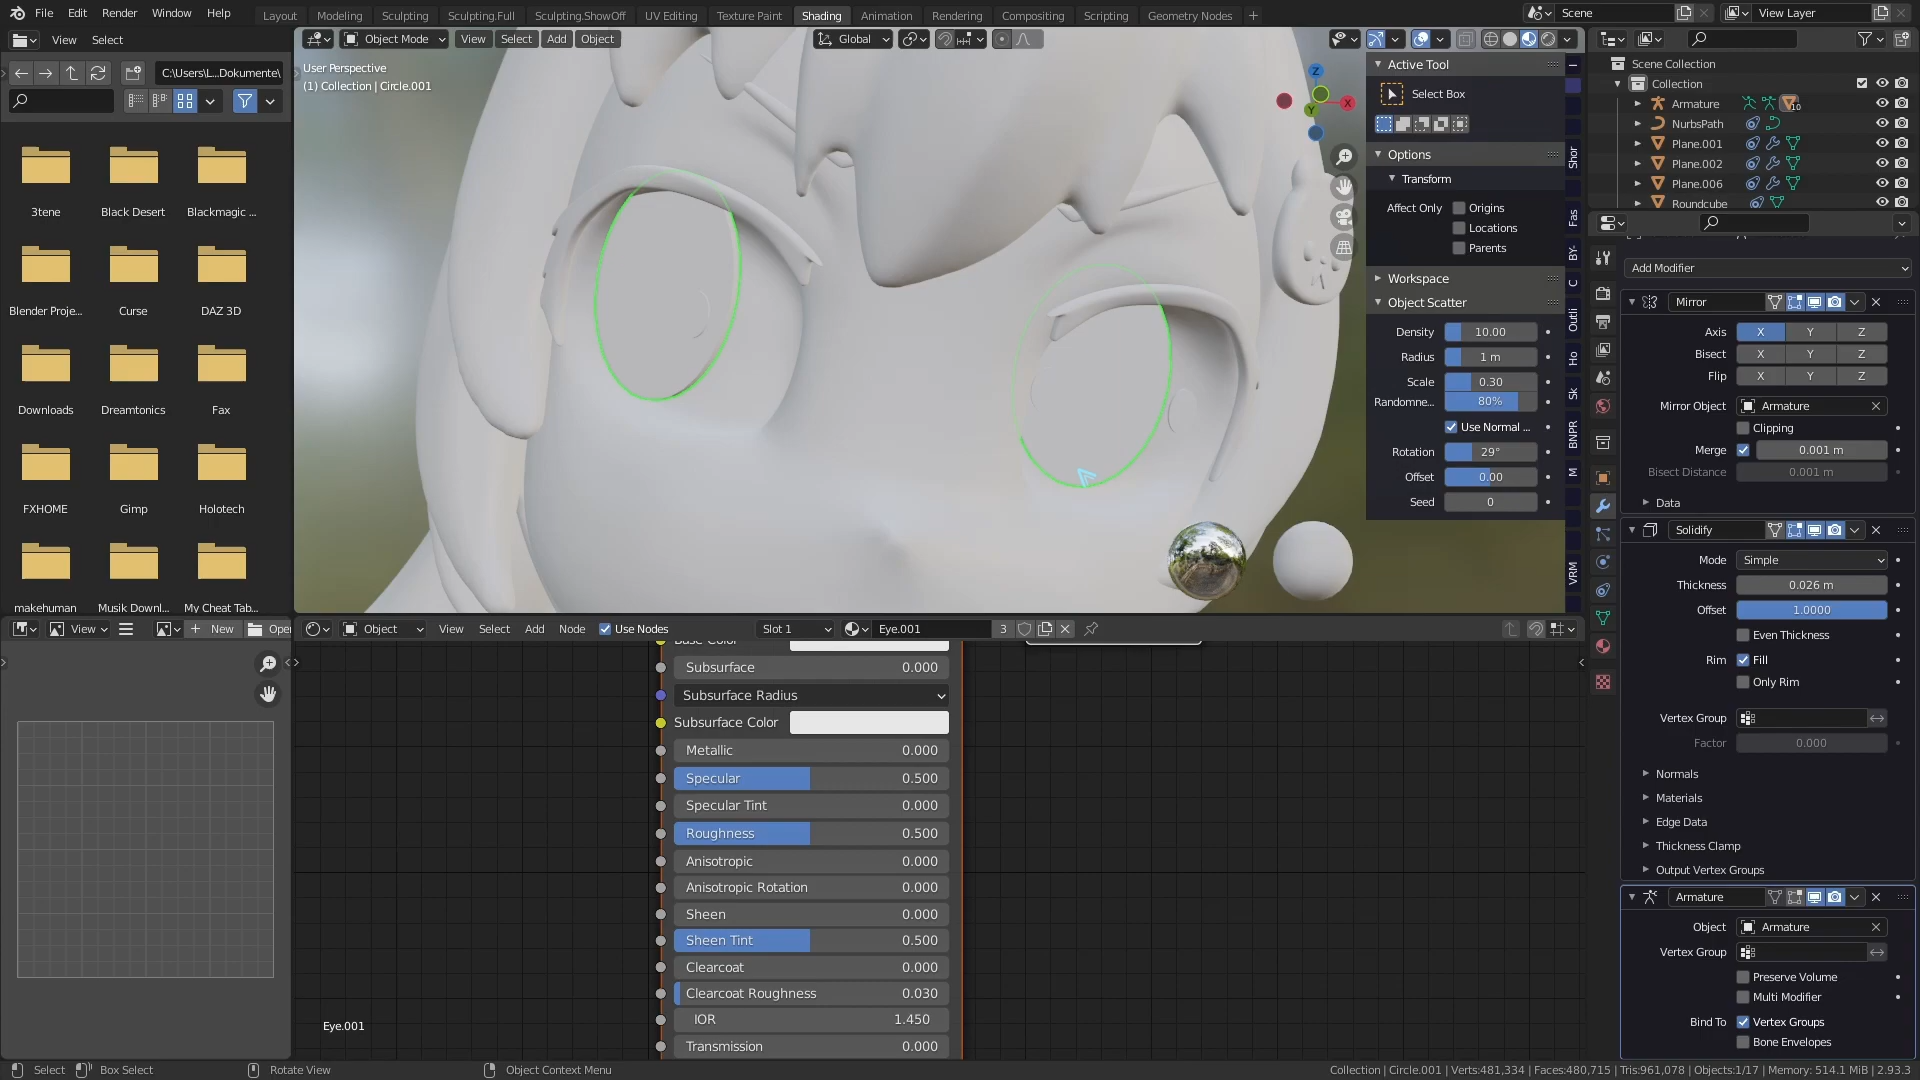 File Edit Render Window Help
Layout Modeling Sculpting Sculpting.Full Sculpting.ShowOff UV Editing Texture Paint Shading Animation Rendering Compositing Scripting Geometry Nodes
Scene
View Layer
View Select
Object Mode View Select Add Object
Global
C:\Users\L...Dokumente\
User Perspective
(1) Collection | Circle.001
3tene Black Desert Blackmagic ...
Blender Proje... Curse DAZ 3D
Downloads Dreamtonics Fax
FXHOME Gimp Holotech
makehuman Musik Downl... My Cheat Tab...
Z
X
Y
Active Tool
Select Box
Options
Transform
Affect Only Origins
Locations
Parents
Workspace
Object Scatter
Density 10.00
Radius 1 m
Scale 0.30
Randomne... 80%
Use Normal ...
Rotation 29°
Offset 0.00
Seed 0
I
Shor
Fas
BY-
C
Outli
Ho
Sk
BNPR
M
VRM
Scene Collection
Collection
Armature 10
NurbsPath
Plane.001
Plane.002
Plane.006
Roundcube
Add Modifier
Mirror
Axis X Y Z
Bisect X Y Z
Flip X Y Z
Mirror Object Armature
Clipping
Merge 0.001 m
Bisect Distance 0.001 m
Data
Solidify
Mode Simple
Thickness 0.026 m
Offset 1.0000
Even Thickness
Rim Fill
Only Rim
Vertex Group
Factor 0.000
Normals
Materials
Edge Data
Thickness Clamp
Output Vertex Groups
Armature
Object Armature
Vertex Group
Preserve Volume
Multi Modifier
Bind To Vertex Groups
Bone Envelopes
View New Open
Object View Select Add Node Use Nodes Slot 1 Eye.001 3
Base Color
Subsurface 0.000
Subsurface Radius
Subsurface Color
Metallic 0.000
Specular 0.500
Specular Tint 0.000
Roughness 0.500
Anisotropic 0.000
Anisotropic Rotation 0.000
Sheen 0.000
Sheen Tint 0.500
Clearcoat 0.000
Clearcoat Roughness 0.030
IOR 1.450
Transmission 0.000
Eye.001
Select Box Select Rotate View Object Context Menu
Collection | Circle.001 | Verts:481,334 | Faces:480,715 | Tris:961,078 | Objects:1/17 | Memory: 514.1 MiB | 2.93.3